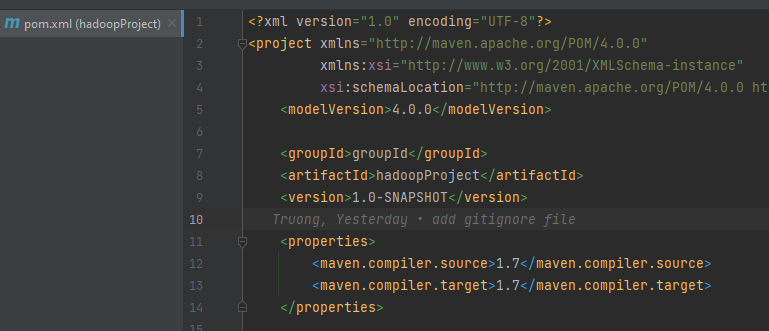 pom.xml (hadoopProject)
1 <?xml version="1.0" encoding="UTF-8"?>
2 <project xmlns="http://maven.apache.org/POM/4.0.0"
3 xmlns:xsi="http://www.w3.org/2001/XMLSchema-instance"
4 xsi:schemaLocation="http://maven.apache.org/POM/4.0.0 ht
5 <modelVersion>4.0.0</modelVersion>
6
7 <groupId>groupId</groupId>
8 <artifactId>hadoopProject</artifactId>
9 <version>1.0-SNAPSHOT</version>
10 Truong, Yesterday • add gitignore file
11 <properties>
12 <maven.compiler.source>1.7</maven.compiler.source>
13 <maven.compiler.target>1.7</maven.compiler.target>
14 </properties>
15